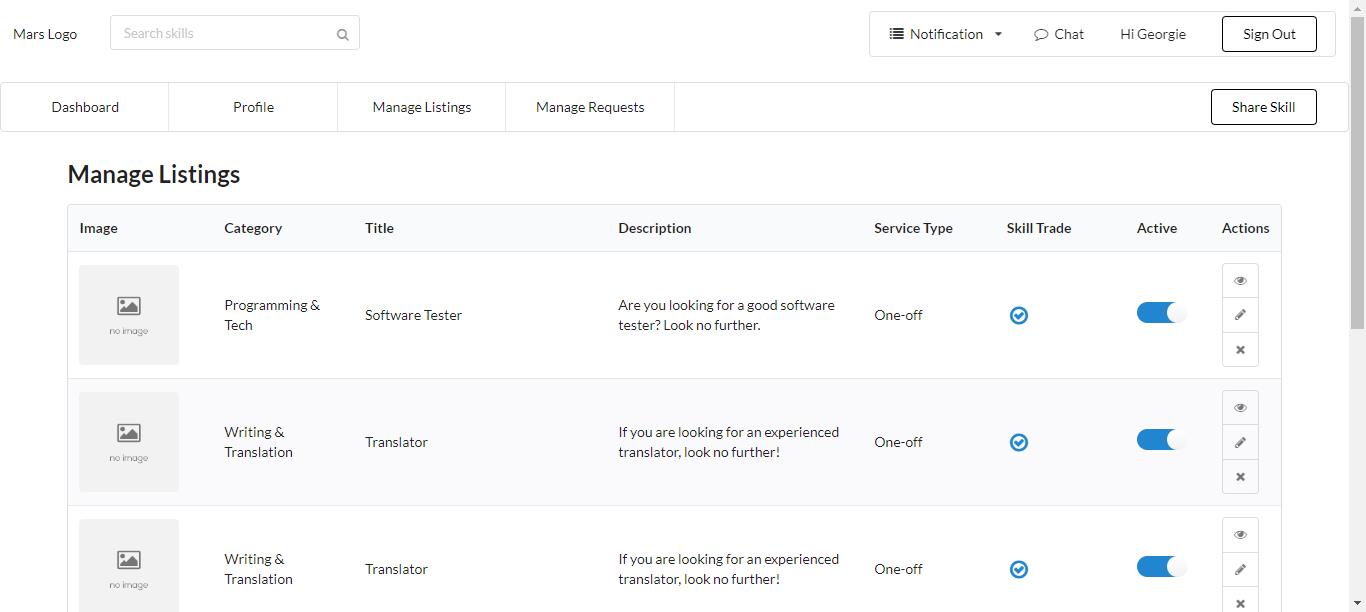 Mars Logo
Search skills
Notification
Chat
Hi Georgie
Sign Out
Dashboard
Profile
Manage Listings
Manage Requests
Share Skill
Manage Listings
Image
Category
Title
Description
Service Type
Skill Trade
Active
Actions
no image
Programming &
Tech
Software Tester
Are you looking for a good software
tester? Look no further.
One-off
no image
Writing &
Translation
Translator
If you are looking for an experienced
translator, look no further!
One-off
no image
Writing &
Translation
Translator
If you are looking for an experienced
translator, look no further!
One-off